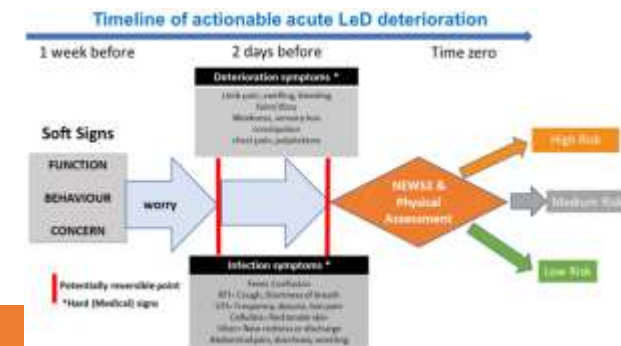 Timeline of actionable acute LeD deterioration
1 week before
2 days before
Time zero
Deterioration symptoms *
Limb pain, swelling, bleeding
Weakness, sensory loss
constipation
chest pain, palpitations
Soft Signs
FUNCTION
BEHAVIOUR
CONCERN
worry
NEWS2 &
Physical
Assessment
High Risk
Medium Risk
Low Risk
Potentially reversible point
*Hard (Medical) signs
Infection symptoms *
Fever, Confusion
RTI= Cough, Shortness of breath
UTI= Frequency, dysuria, loin pain
Cellulitis= Red tender skin
New redness or discharge
Abdominal pain, diarrhoea, vomiting